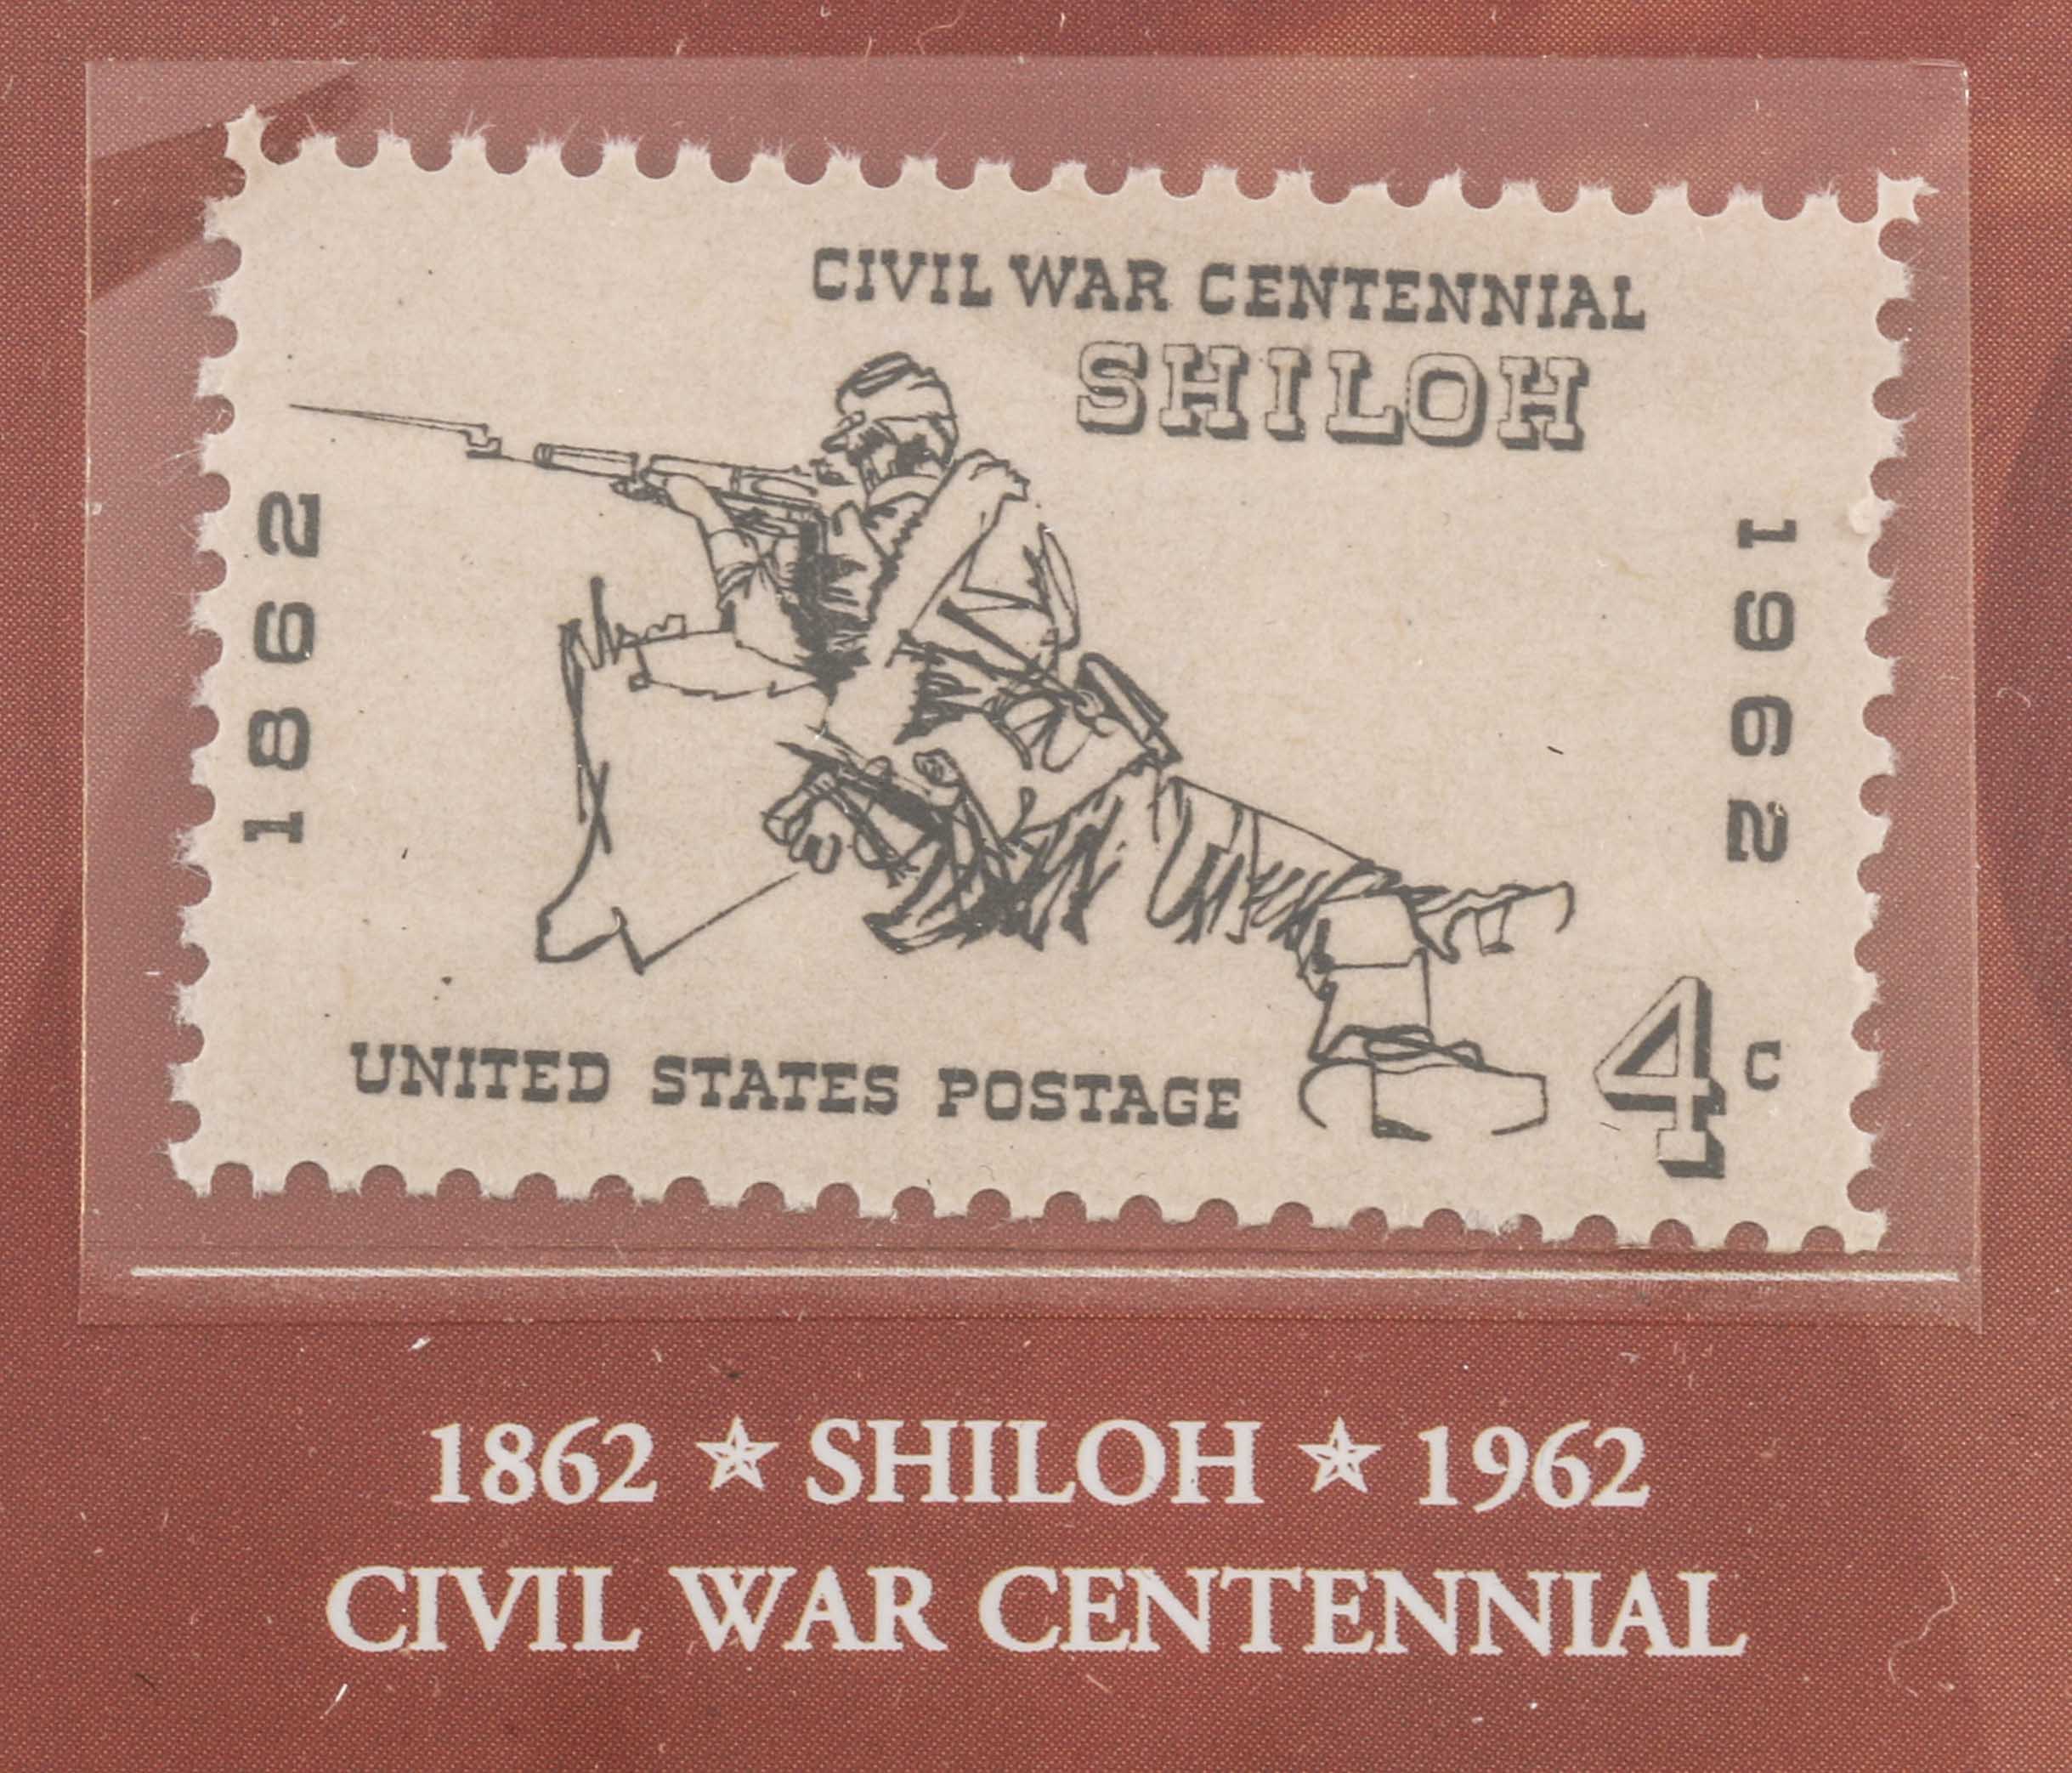 CIVIL WAR CENTENNIAL
SHILOH
1862
1962
UNITED STATES POSTAGE
4c
1862 ★ SHILOH ★ 1962
CIVIL WAR CENTENNIAL